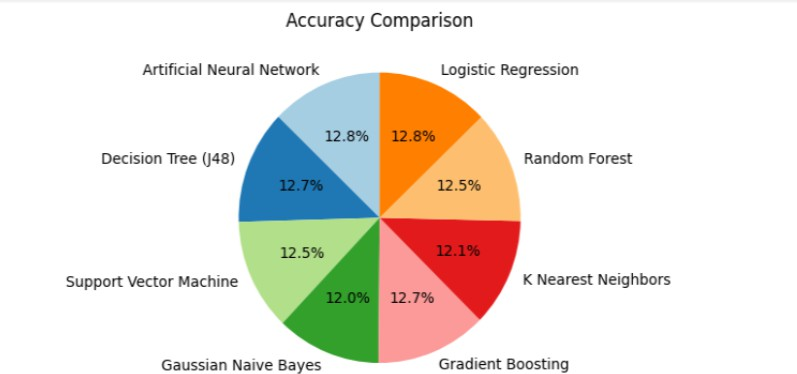 Accuracy Comparison
Artificial Neural Network
Logistic Regression
12.8%
12.8%
Decision Tree (J48)
Random Forest
12.7%
12.5%
12.5%
12.1%
Support Vector Machine
K Nearest Neighbors
12.0%
12.7%
Gaussian Naive Bayes
Gradient Boosting